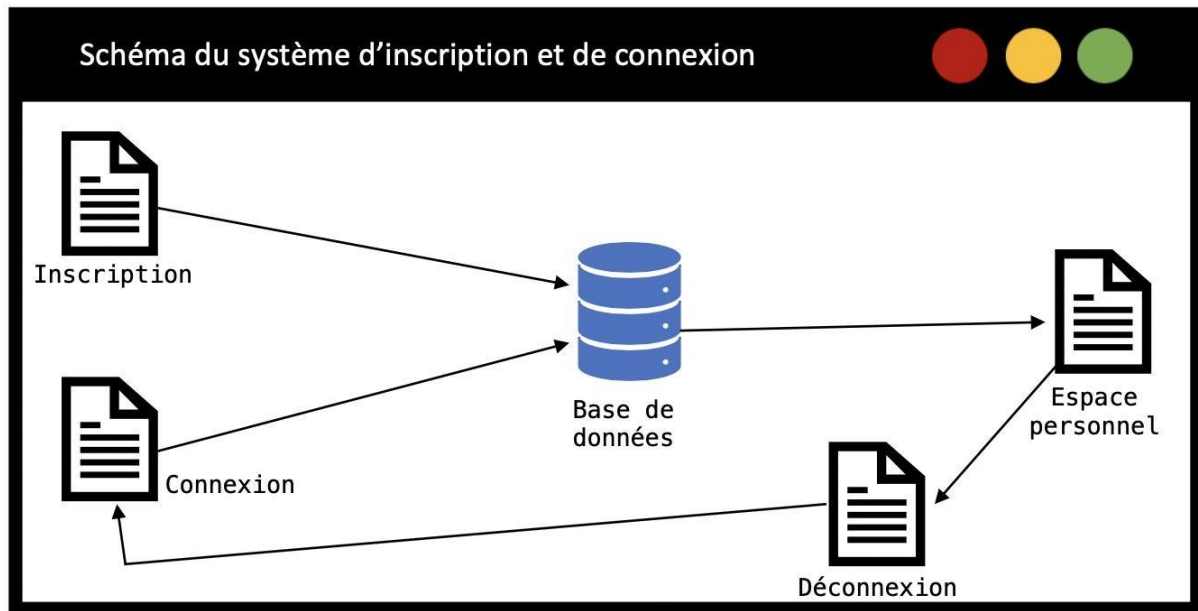 Schéma du système d’inscription et de connexion
Inscription
Connexion
Base de
données
Espace
personnel
Déconnexion